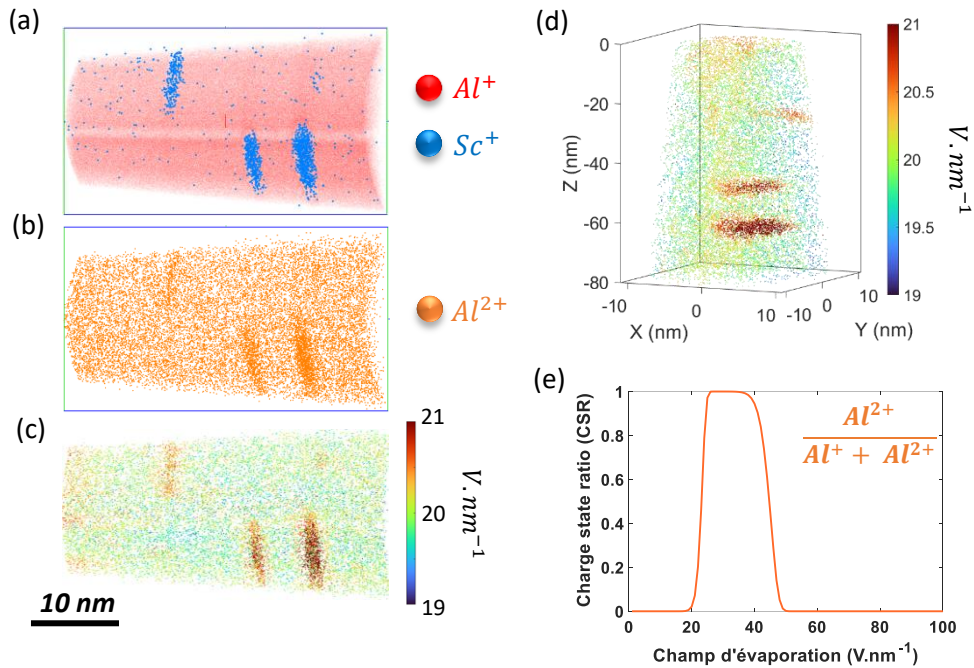 (a)
Al⁺
Sc⁺
(b)
Al²⁺
(c)
21
20
19
V.nm⁻¹
10 nm
(d)
0
-20
-40
-60
-80
Z (nm)
-10
0
10
X (nm)
-10
0
10
Y (nm)
21
20.5
20
19.5
19
V.nm⁻¹
(e)
1
0.8
0.6
0.4
0.2
0
Charge state ratio (CSR)
Al²⁺
Al⁺ + Al²⁺
0
20
40
60
80
100
Champ d'évaporation (V.nm⁻¹)